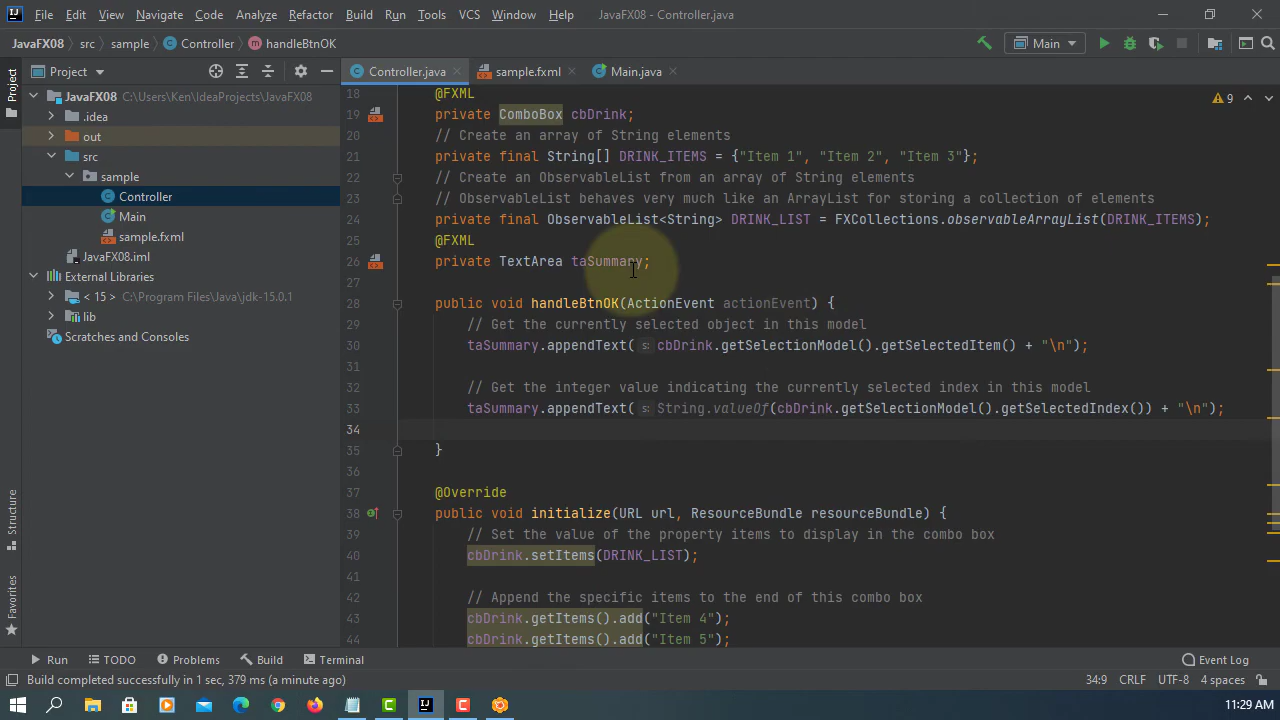 File Edit View Navigate Code Analyze Refactor Build Run Tools VCS Window Help JavaFX08 - Controller.java
JavaFX08 src sample Controller handleBtnOK Main
Project Project Controller.java sample.fxml Main.java
JavaFX08 C:\Users\Ken\IdeaProjects\JavaFX08
.idea
out
src
sample
Controller
Main
sample.fxml
JavaFX08.iml
External Libraries
< 15 > C:\Program Files\Java\jdk-15.0.1
lib
Scratches and Consoles
Structure
Favorites
9
18 @FXML
19 private ComboBox cbDrink;
20 // Create an array of String elements
21 private final String[] DRINK_ITEMS = {"Item 1", "Item 2", "Item 3"};
22 // Create an ObservableList from an array of String elements
23 // ObservableList behaves very much like an ArrayList for storing a collection of elements
24 private final ObservableList<String> DRINK_LIST = FXCollections.observableArrayList(DRINK_ITEMS);
25 @FXML
26 private TextArea taSummary;
27
28 public void handleBtnOK(ActionEvent actionEvent) {
29 // Get the currently selected object in this model
30 taSummary.appendText( s: cbDrink.getSelectionModel().getSelectedItem() + "\n");
31
32 // Get the integer value indicating the currently selected index in this model
33 taSummary.appendText( s: String.valueOf(cbDrink.getSelectionModel().getSelectedIndex()) + "\n");
34
35 }
36
37 @Override
38 public void initialize(URL url, ResourceBundle resourceBundle) {
39 // Set the value of the property items to display in the combo box
40 cbDrink.setItems(DRINK_LIST);
41
42 // Append the specific items to the end of this combo box
43 cbDrink.getItems().add("Item 4");
44 cbDrink.getItems().add("Item 5");
Run TODO Problems Build Terminal Event Log
Build completed successfully in 1 sec, 379 ms (a minute ago) 34:9 CRLF UTF-8 4 spaces
11:29 AM